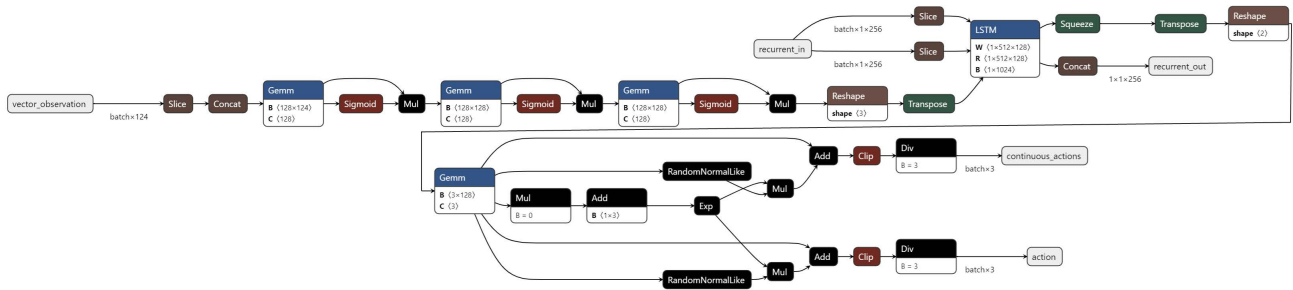 Slice
batch×1×256
recurrent_in
Slice
batch×1×256
LSTM
W ⟨1×512×128⟩
R ⟨1×512×128⟩
B ⟨1×1024⟩
Squeeze
Transpose
Reshape
shape ⟨2⟩
Concat
1×1×256
recurrent_out
vector_observation
batch×124
Slice
Concat
Gemm
B ⟨128×124⟩
C ⟨128⟩
Sigmoid
Mul
Gemm
B ⟨128×128⟩
C ⟨128⟩
Sigmoid
Mul
Gemm
B ⟨128×128⟩
C ⟨128⟩
Sigmoid
Mul
Reshape
shape ⟨3⟩
Transpose
Gemm
B ⟨3×128⟩
C ⟨3⟩
RandomNormalLike
Mul
B = 0
Add
B ⟨1×3⟩
Exp
Mul
Add
Clip
Div
B = 3
batch×3
continuous_actions
RandomNormalLike
Mul
Add
Clip
Div
B = 3
batch×3
action